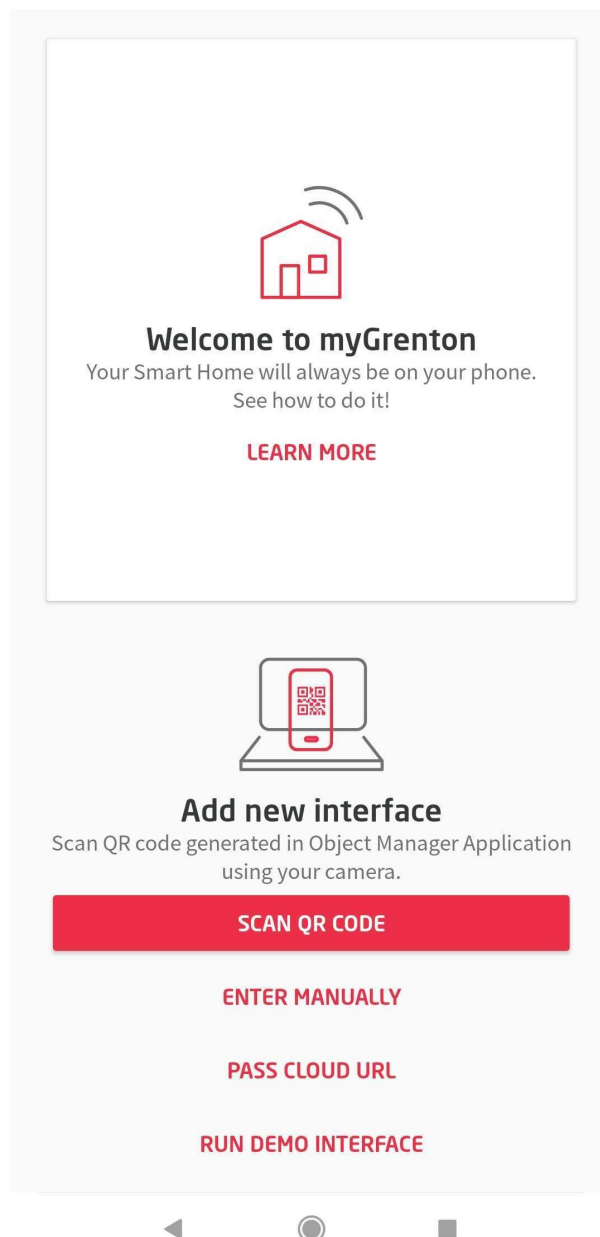 Welcome to myGrenton
Your Smart Home will always be on your phone.
See how to do it!
LEARN MORE
Add new interface
Scan QR code generated in Object Manager Application
using your camera.
SCAN QR CODE
ENTER MANUALLY
PASS CLOUD URL
RUN DEMO INTERFACE